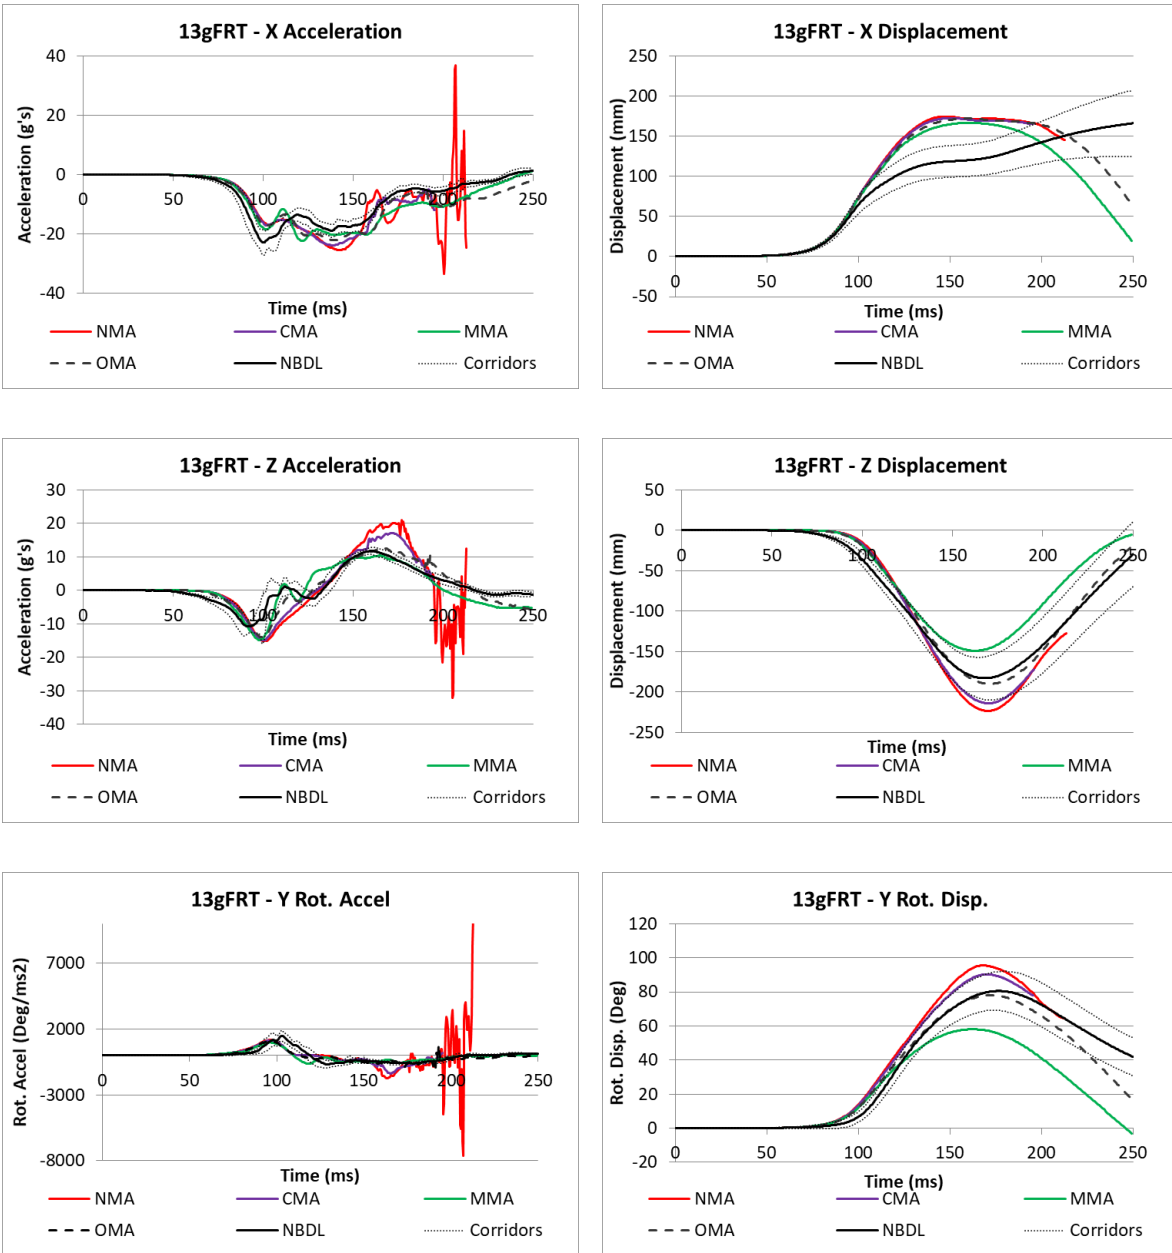 13gFRT - X Acceleration
Acceleration (g's)
40
20
0
-20
-40
0 50 100 150 200 250
Time (ms)
NMA CMA MMA
OMA NBDL Corridors
13gFRT - X Displacement
Displacement (mm)
250
200
150
100
50
0
-50
0 50 100 150 200 250
Time (ms)
NMA CMA MMA
OMA NBDL Corridors
13gFRT - Z Acceleration
Acceleration (g's)
30
20
10
0
-10
-20
-30
-40
0 50 100 150 200 250
Time (ms)
NMA CMA MMA
OMA NBDL Corridors
13gFRT - Z Displacement
Displacement (mm)
50
0
-50
-100
-150
-200
-250
0 50 100 150 200 250
Time (ms)
NMA CMA MMA
OMA NBDL Corridors
13gFRT - Y Rot. Accel
Rot. Accel (Deg/ms2)
7000
2000
-3000
-8000
0 50 100 150 200 250
Time (ms)
NMA CMA MMA
OMA NBDL Corridors
13gFRT - Y Rot. Disp.
Rot. Disp. (Deg)
120
100
80
60
40
20
0
-20
0 50 100 150 200 250
Time (ms)
NMA CMA MMA
OMA NBDL Corridors